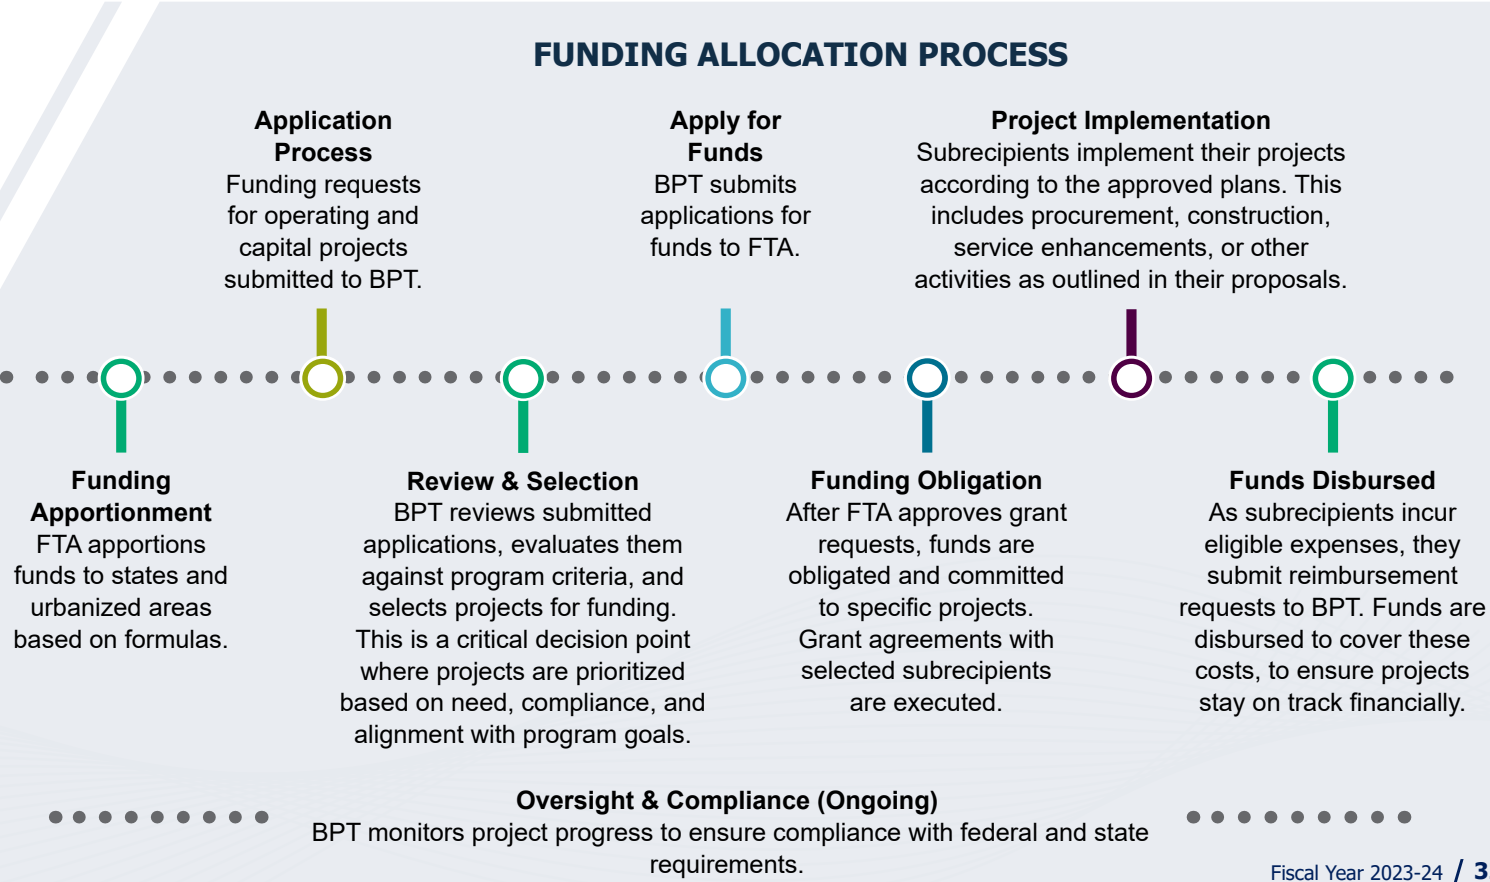 FUNDING ALLOCATION PROCESS
Application
Process
Funding requests
for operating and
capital projects
submitted to BPT.
Apply for
Funds
BPT submits
applications for
funds to FTA.
Project Implementation
Subrecipients implement their projects
according to the approved plans. This
includes procurement, construction,
service enhancements, or other
activities as outlined in their proposals.
Funding
Apportionment
FTA apportions
funds to states and
urbanized areas
based on formulas.
Review & Selection
BPT reviews submitted
applications, evaluates them
against program criteria, and
selects projects for funding.
This is a critical decision point
where projects are prioritized
based on need, compliance, and
alignment with program goals.
Funding Obligation
After FTA approves grant
requests, funds are
obligated and committed
to specific projects.
Grant agreements with
selected subrecipients
are executed.
Funds Disbursed
As subrecipients incur
eligible expenses, they
submit reimbursement
requests to BPT. Funds are
disbursed to cover these
costs, to ensure projects
stay on track financially.
Oversight & Compliance (Ongoing)
BPT monitors project progress to ensure compliance with federal and state
requirements.
Fiscal Year 2023-24 / 3